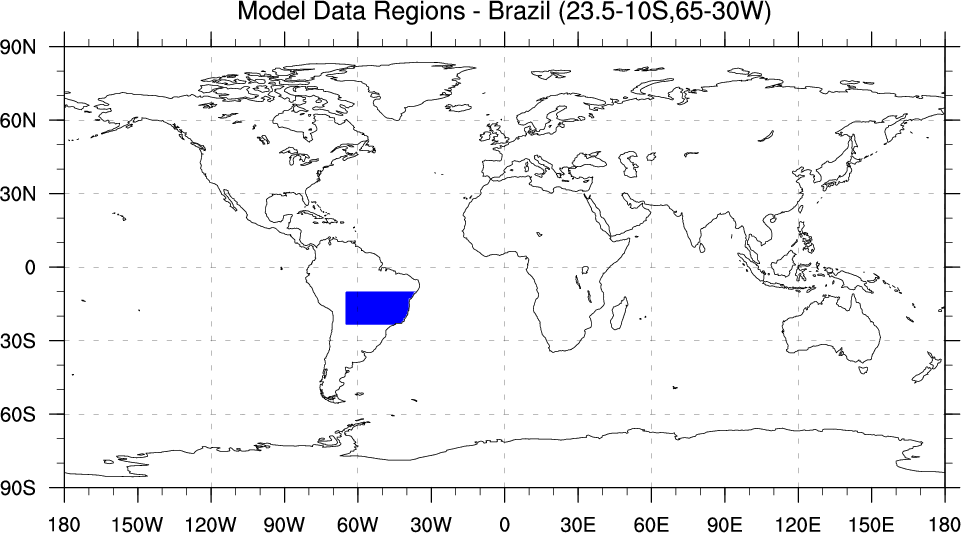 Model Data Regions - Brazil (23.5-10S,65-30W)
90N
60N
30N
0
30S
60S
90S
180 150W 120W 90W 60W 30W 0 30E 60E 90E 120E 150E 180